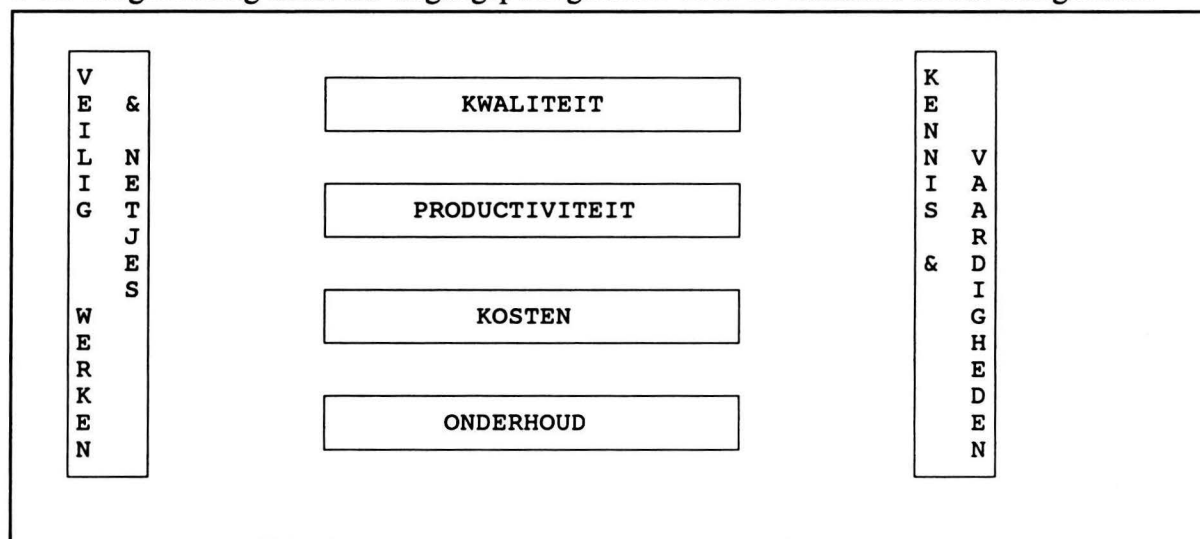 VEILIG WERKEN
& NETJES
KWALITEIT
PRODUCTIVITEIT
KOSTEN
ONDERHOUD
KENNIS &
VAARDIGHEDEN